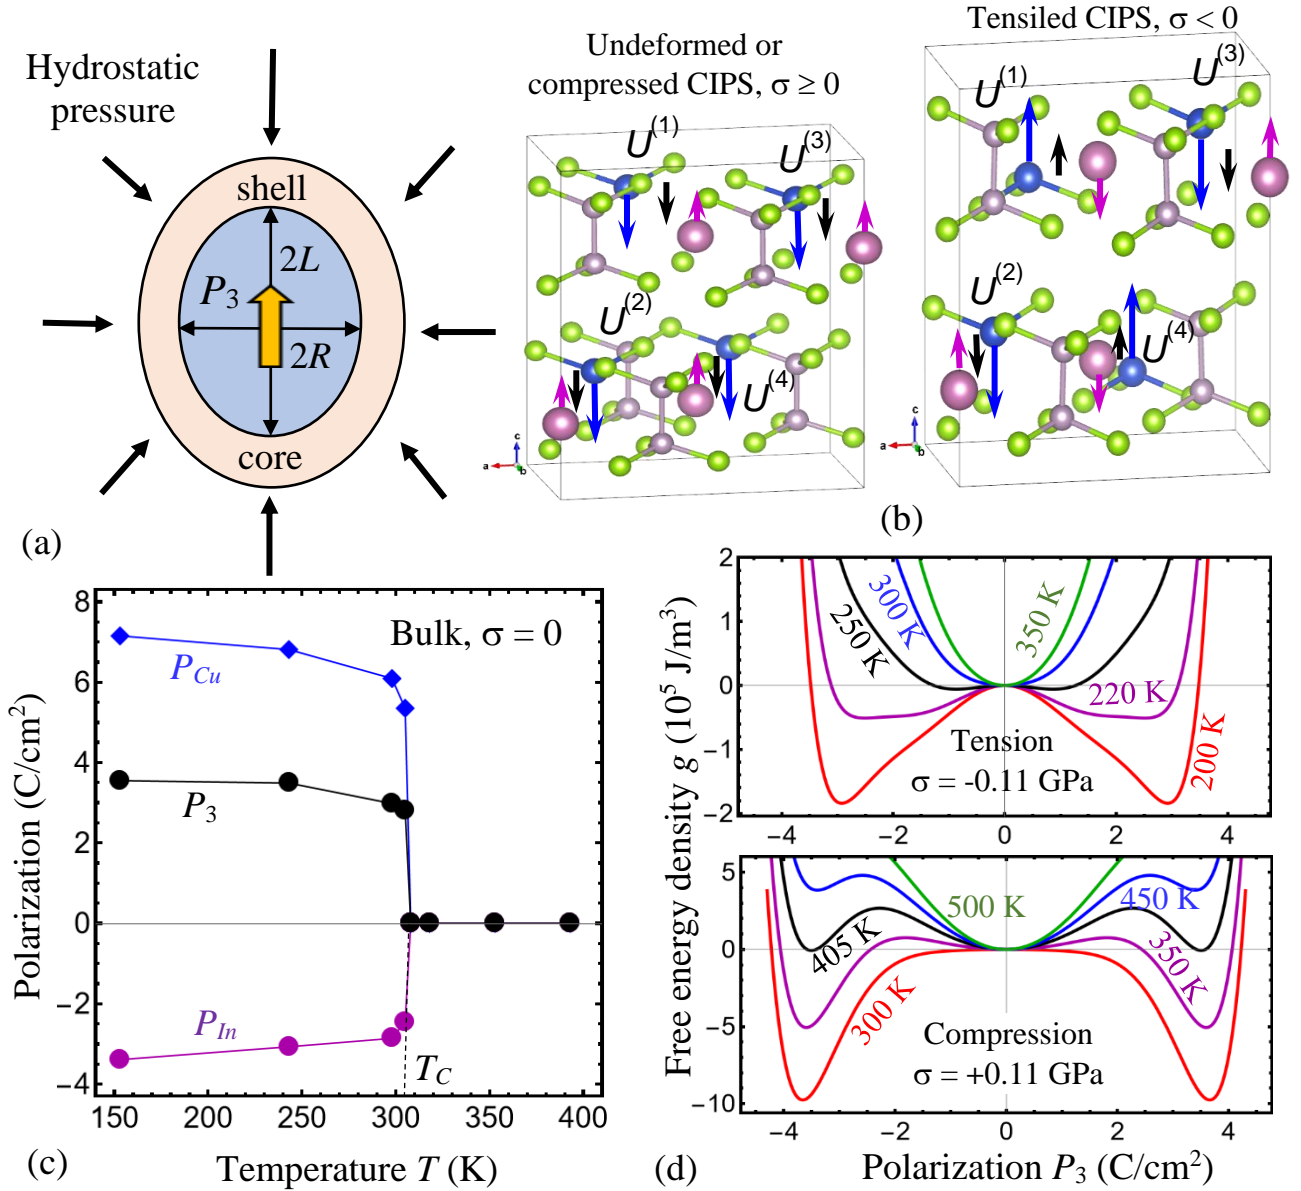 Hydrostatic
pressure
shell
2L
P3
2R
core
(a)
Undeformed or
compressed CIPS, σ ≥ 0
U(1)
U(3)
U(2)
U(4)
c
a
b
Tensiled CIPS, σ < 0
U(1)
U(3)
U(2)
U(4)
c
a
b
(b)
Polarization (C/cm2)
8
6
4
2
0
−2
−4
Bulk, σ = 0
PCu
P3
PIn
TC
150 200 250 300 350 400
(c)
Temperature T (K)
Free energy density g (10^5 J/m3)
2
1
0
−1
−2
250 K
300 K
350 K
220 K
200 K
Tension
σ = -0.11 GPa
−4 −2 0 2 4
5
0
−5
−10
500 K
450 K
405 K
350 K
300 K
Compression
σ = +0.11 GPa
−4 −2 0 2 4
(d)
Polarization P3 (C/cm2)